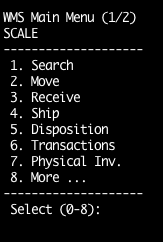 WMS Main Menu (1/2)
SCALE
--------------------
1. Search
2. Move
3. Receive
4. Ship
5. Disposition
6. Transactions
7. Physical Inv.
8. More ...
--------------------
Select (0-8):